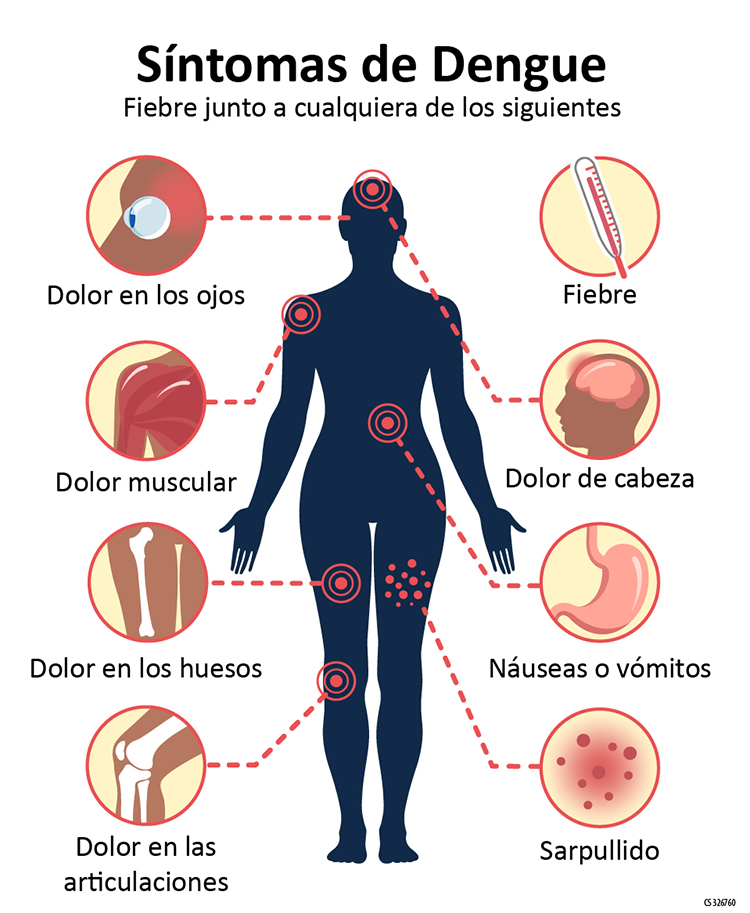 Síntomas de Dengue
Fiebre junto a cualquiera de los siguientes
Dolor en los ojos
Fiebre
Dolor muscular
Dolor de cabeza
Dolor en los huesos
Náuseas o vómitos
Dolor en las
articulaciones
Sarpullido
CS 326760